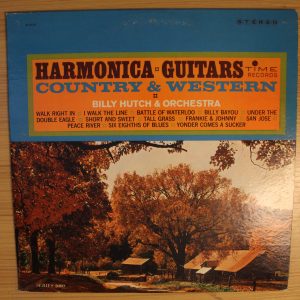 STEREO
HARMONICA · GUITARS
TIME
RECORDS
COUNTRY & WESTERN
BILLY HUTCH & ORCHESTRA
WALK RIGHT IN :: I WALK THE LINE :: BATTLE OF WATERLOO :: BILLY BAYOU :: UNDER THE
DOUBLE EAGLE :: SHORT AND SWEET :: TALL GRASS :: FRANKIE & JOHNNY :: SAN JOSE ::
PEACE RIVER :: SIX EIGHTHS OF BLUES :: YONDER COMES A SUCKER